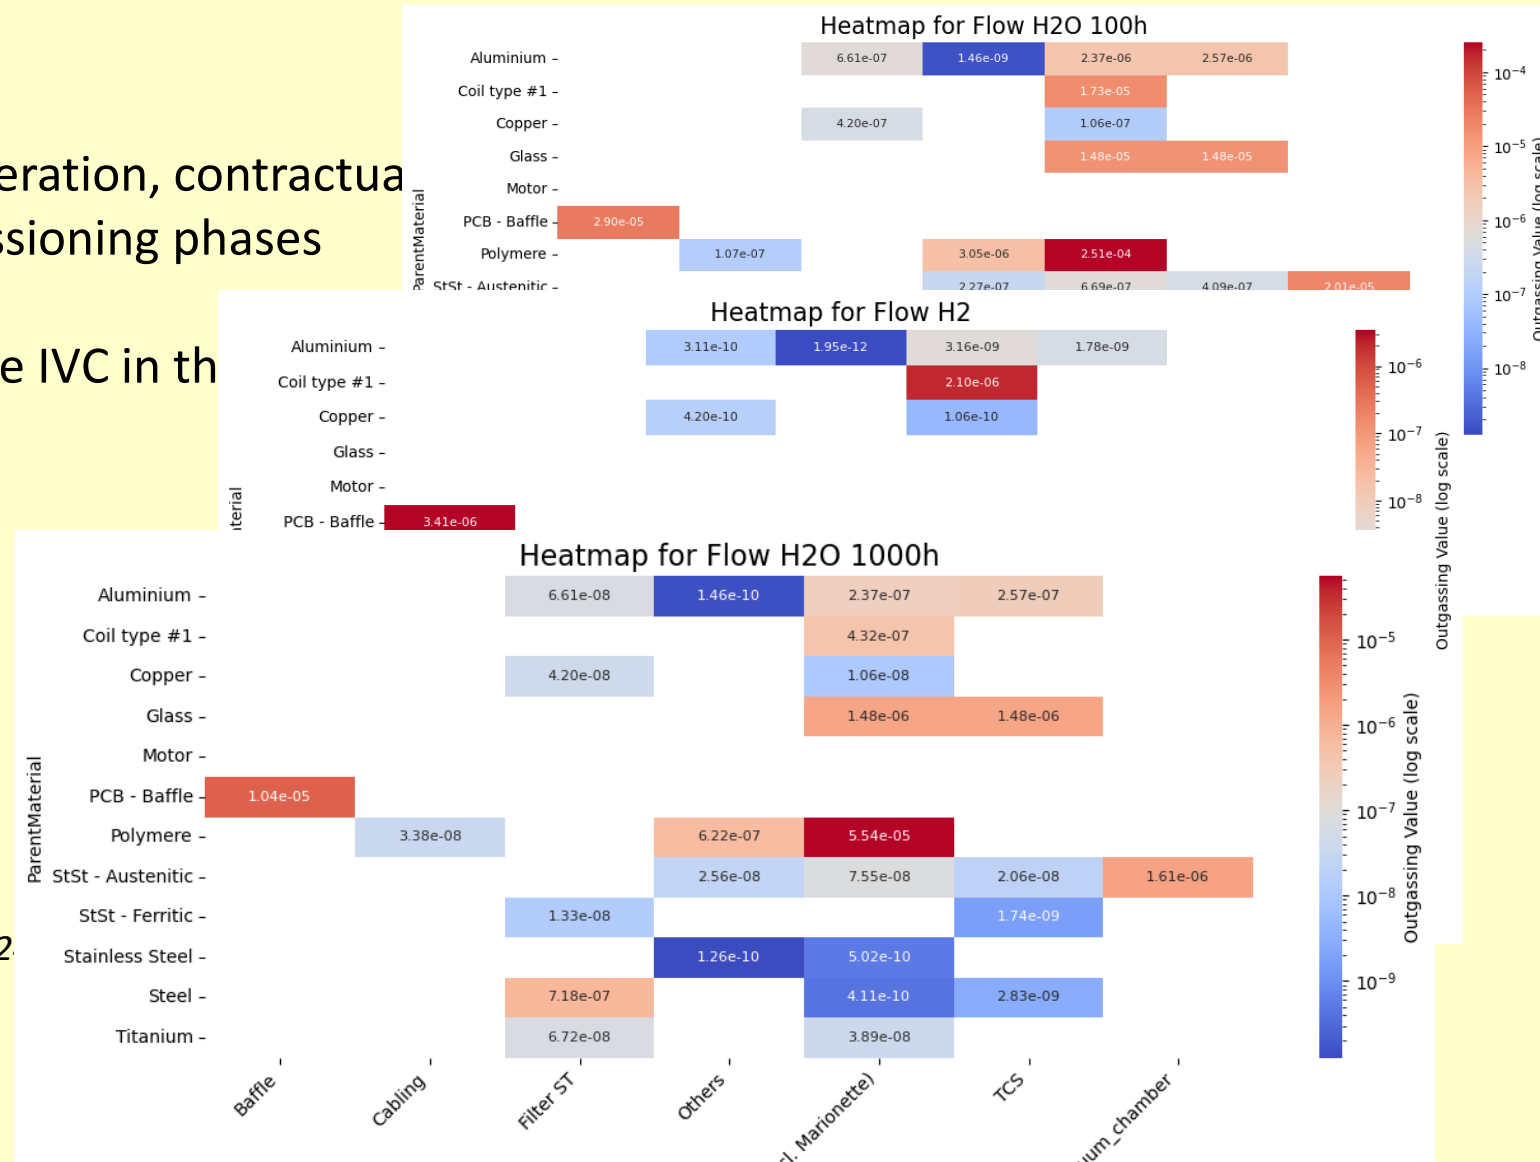 eration, contractua
ssioning phases
e IVC in th
Heatmap for Flow H2O 100h
Aluminium 6.61e-07 1.46e-09 2.37e-06 2.57e-06
Coil type #1 1.73e-05
Copper 4.20e-07 1.06e-07
Glass 1.48e-05 1.48e-05
Motor
PCB - Baffle 2.90e-05
Polymere 1.07e-07 3.05e-06 2.51e-04
StSt - Austenitic 2.27e-07 6.69e-07 4.09e-07 2.01e-05
ParentMaterial
10⁻⁴
10⁻⁵
10⁻⁶
10⁻⁷
10⁻⁸
Outgassing Value (log scale)
Heatmap for Flow H2
Aluminium 3.11e-10 1.95e-12 3.16e-09 1.78e-09
Coil type #1 2.10e-06
Copper 4.20e-10 1.06e-10
Glass
Motor
PCB - Baffle 3.41e-06
terial
10⁻⁶
10⁻⁷
10⁻⁸
Outgassing Value (log scale)
Heatmap for Flow H2O 1000h
Aluminium 6.61e-08 1.46e-10 2.37e-07 2.57e-07
Coil type #1 4.32e-07
Copper 4.20e-08 1.06e-08
Glass 1.48e-06 1.48e-06
Motor
PCB - Baffle 1.04e-05
Polymere 3.38e-08 6.22e-07 5.54e-05
StSt - Austenitic 2.56e-08 7.55e-08 2.06e-08 1.61e-06
StSt - Ferritic 1.33e-08 1.74e-09
Stainless Steel 1.26e-10 5.02e-10
Steel 7.18e-07 4.11e-10 2.83e-09
Titanium 6.72e-08 3.89e-08
ParentMaterial
Baffle
Cabling
Filter ST
Others
cl. Marionette)
TCS
uum_chamber
10⁻⁵
10⁻⁶
10⁻⁷
10⁻⁸
10⁻⁹
Outgassing Value (log scale)